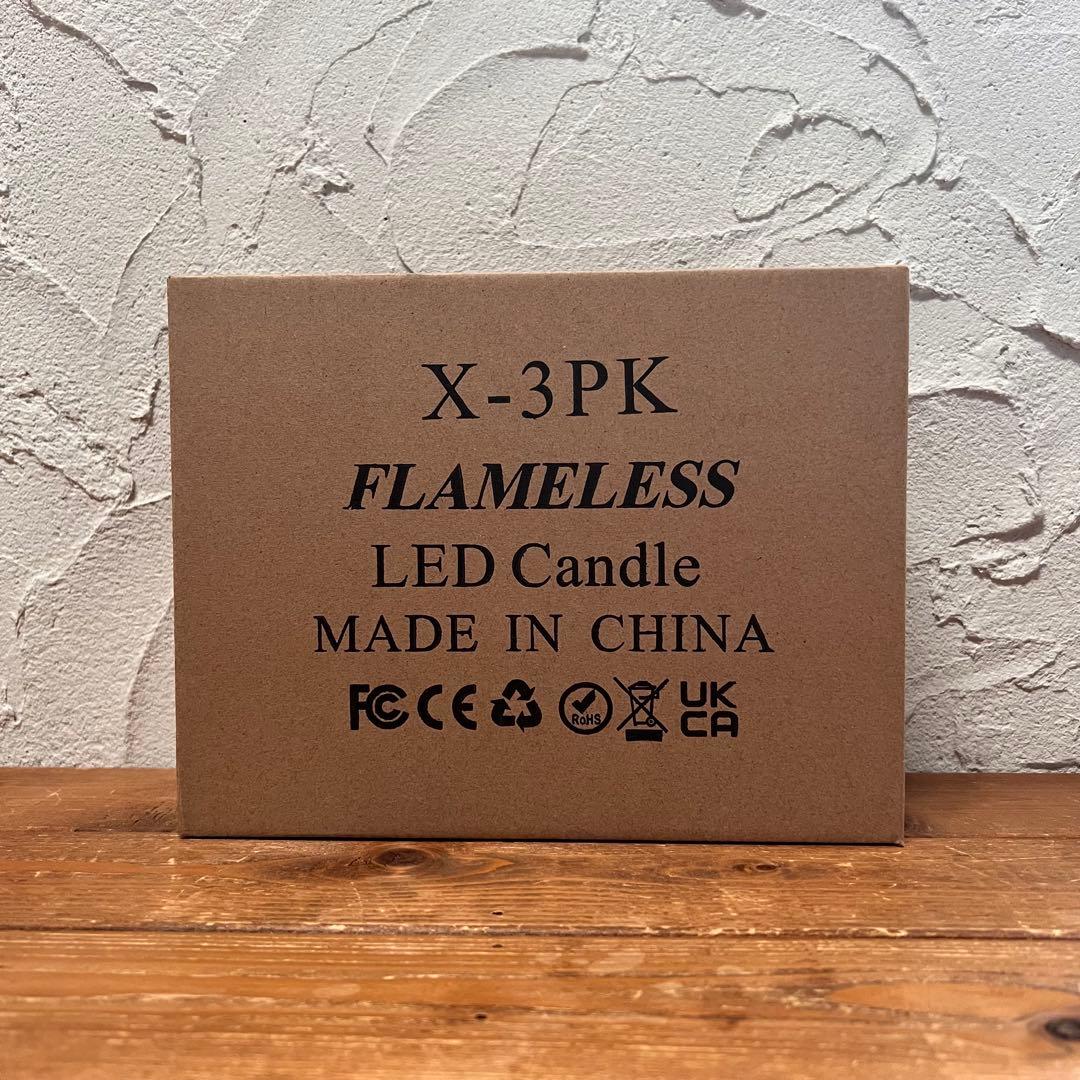 X-3PK
FLAMELESS
LED Candle
MADE IN CHINA
FC CE RoHS UK
CA